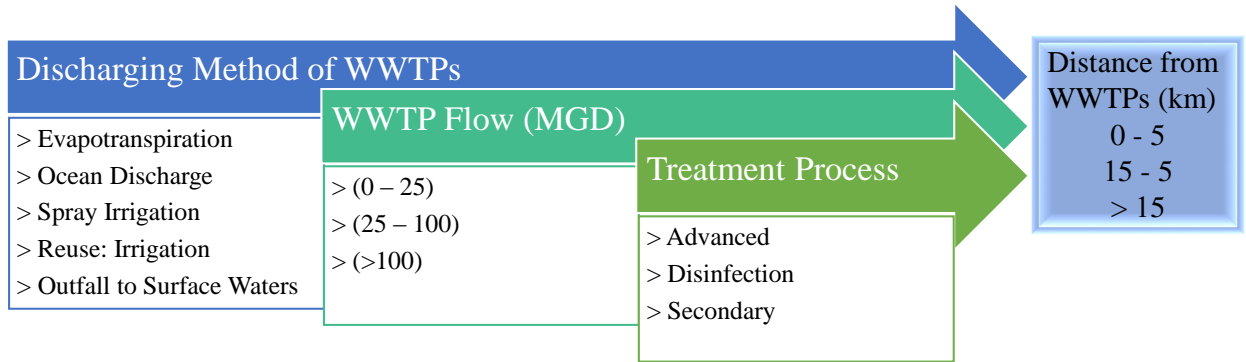 Discharging Method of WWTPs
> Evapotranspiration
> Ocean Discharge
> Spray Irrigation
> Reuse: Irrigation
> Outfall to Surface Waters
WWTP Flow (MGD)
> (0 – 25)
> (25 – 100)
> (>100)
Treatment Process
> Advanced
> Disinfection
> Secondary
Distance from
WWTPs (km)
0 - 5
15 - 5
> 15